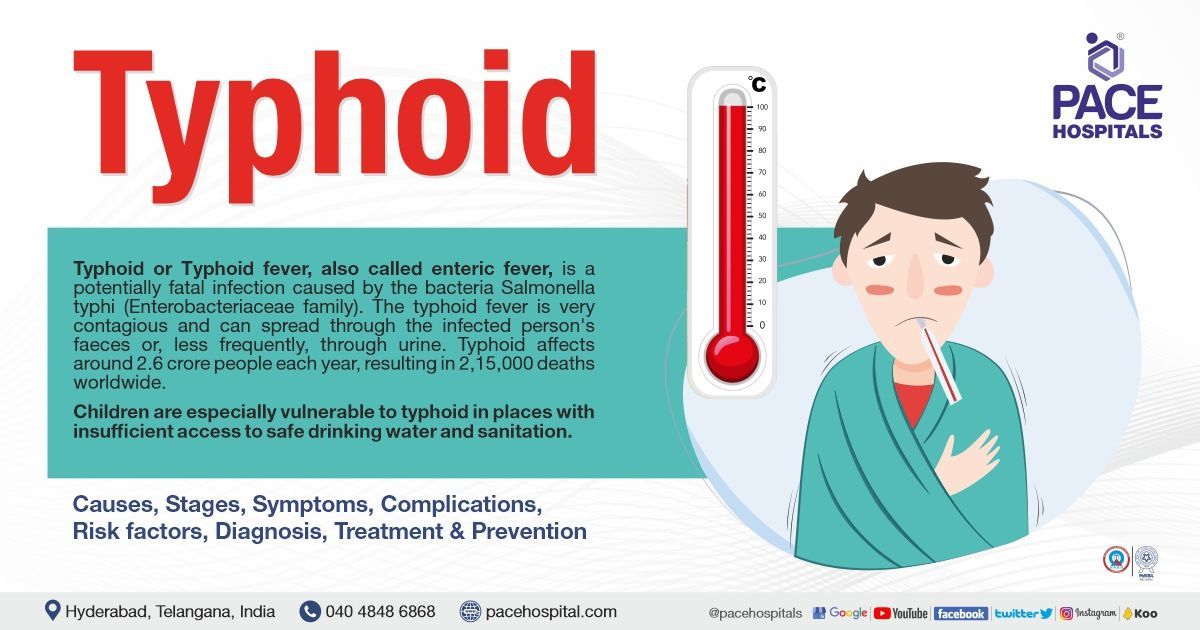 Typhoid
Typhoid or Typhoid fever, also called enteric fever, is a
potentially fatal infection caused by the bacteria Salmonella
typhi (Enterobacteriaceae family). The typhoid fever is very
contagious and can spread through the infected person's
faeces or, less frequently, through urine. Typhoid affects
around 2.6 crore people each year, resulting in 2,15,000 deaths
worldwide.
Children are especially vulnerable to typhoid in places with
insufficient access to safe drinking water and sanitation.
Causes, Stages, Symptoms, Complications,
Risk factors, Diagnosis, Treatment & Prevention
°C
100
90
80
70
60
50
40
30
20
10
0
®
PACE
HOSPITALS
Hyderabad, Telangana, India 040 4848 6868 pacehospital.com
@pacehospitals Google YouTube facebook twitter Instagram Koo